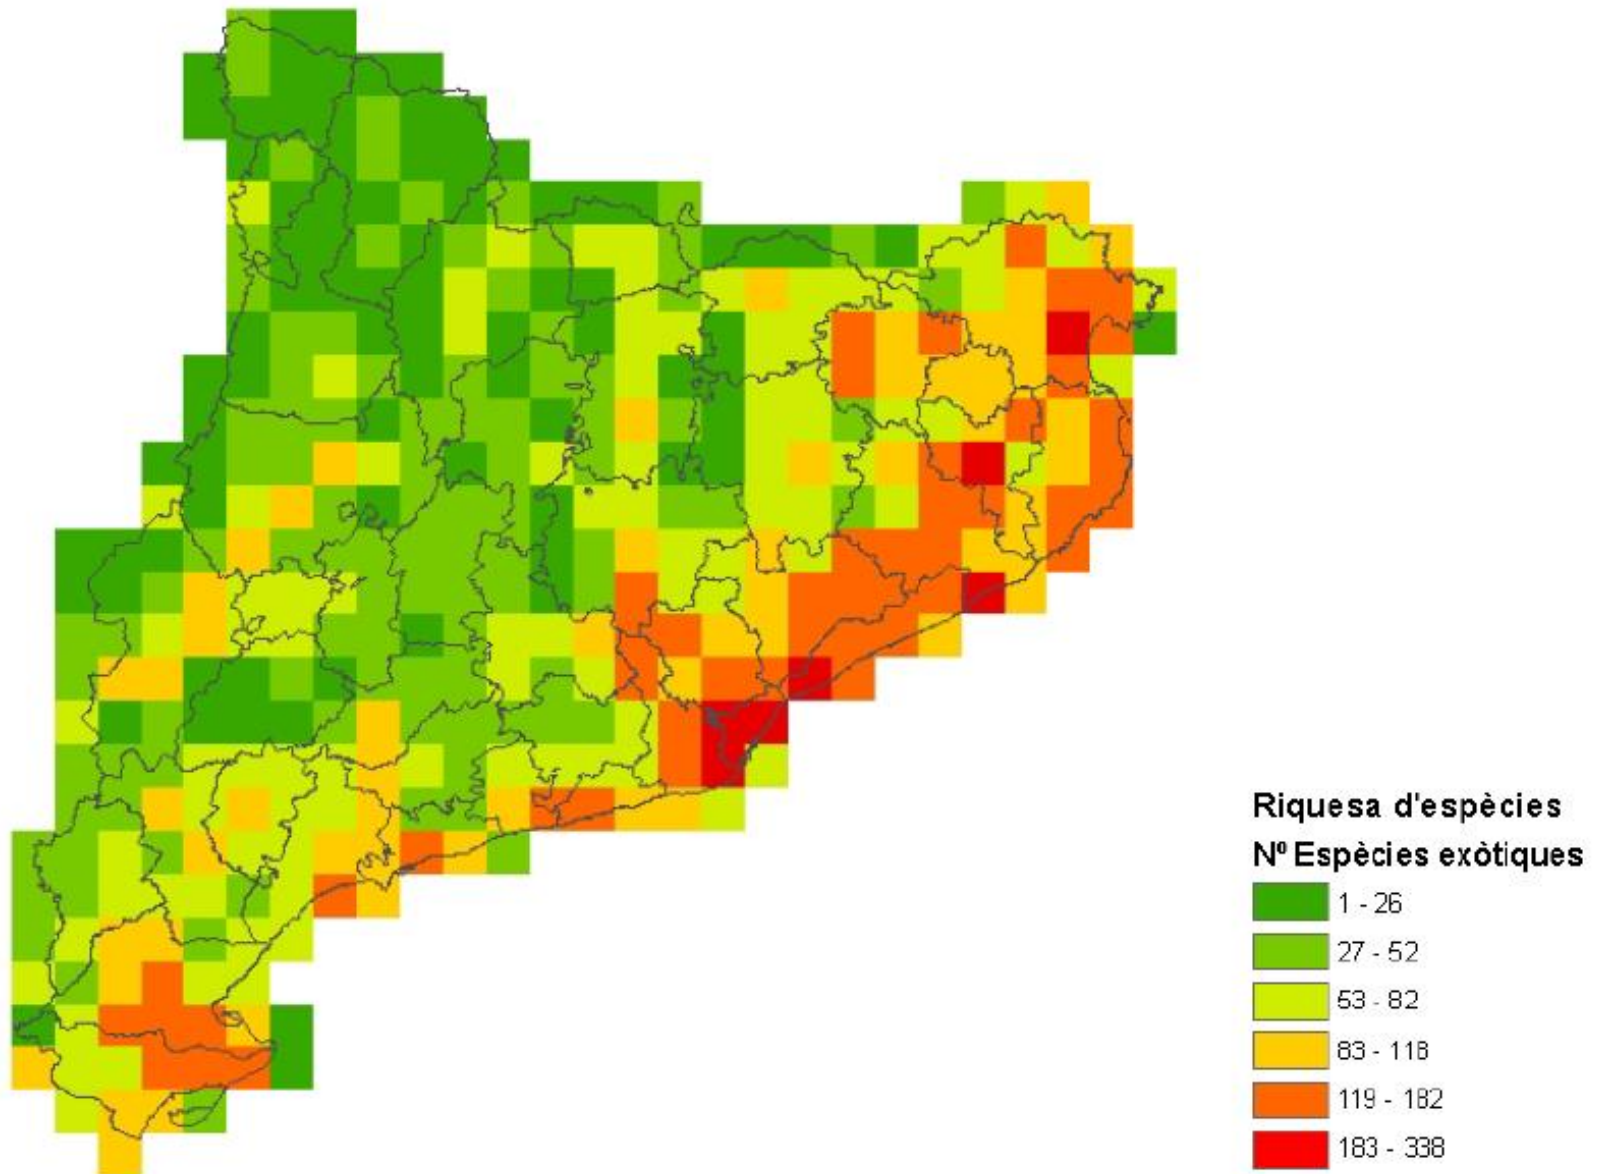 Riquesa d'espècies
Nº Espècies exòtiques
1 - 26
27 - 52
53 - 82
83 - 118
119 - 182
183 - 338